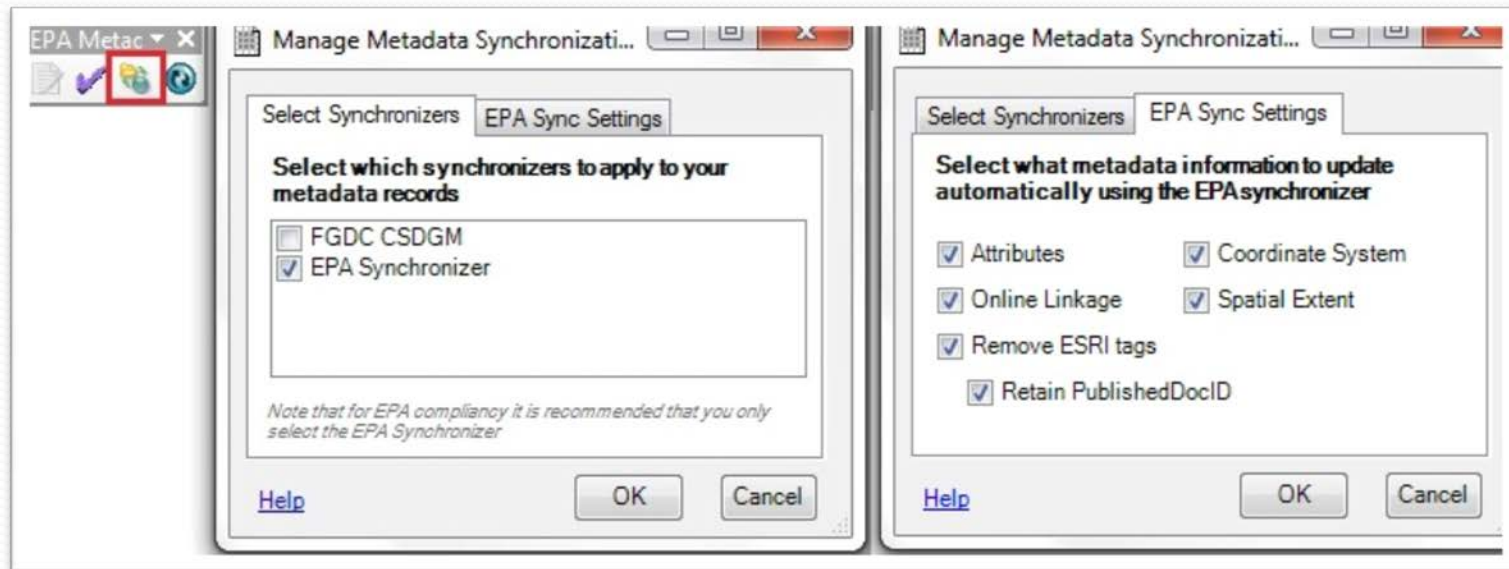 EPA Metac
Manage Metadata Synchronizati...
Select Synchronizers
EPA Sync Settings
Select which synchronizers to apply to your
metadata records
FGDC CSDGM
EPA Synchronizer
Note that for EPA compliancy it is recommended that you only
select the EPA Synchronizer
Help
OK
Cancel
Manage Metadata Synchronizati...
Select Synchronizers
EPA Sync Settings
Select what metadata information to update
automatically using the EPA synchronizer
Attributes
Coordinate System
Online Linkage
Spatial Extent
Remove ESRI tags
Retain PublishedDocID
Help
OK
Cancel